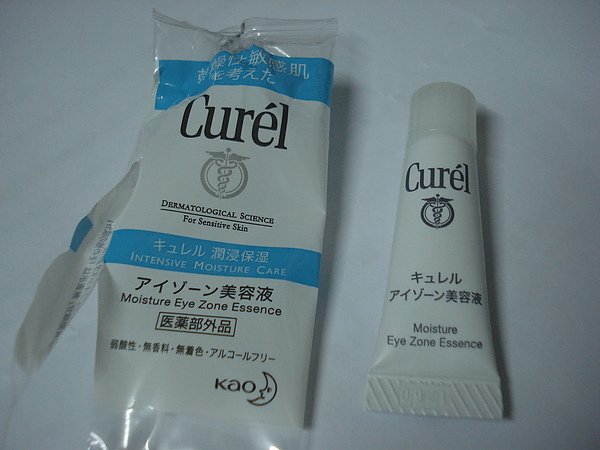 乾燥性敏感肌
を考えた
Curél
DERMATOLOGICAL SCIENCE
For Sensitive Skin
キュレル 潤浸保湿
INTENSIVE MOISTURE CARE
アイゾーン美容液
Moisture Eye Zone Essence
医薬部外品
弱酸性・無香料・無着色・アルコールフリー
Kao
Curél
キュレル
アイゾーン美容液
Moisture
Eye Zone Essence